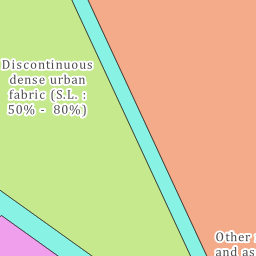 Discontinuous
dense urban
fabric (S.L. :
50% - 80%)
Other
and as